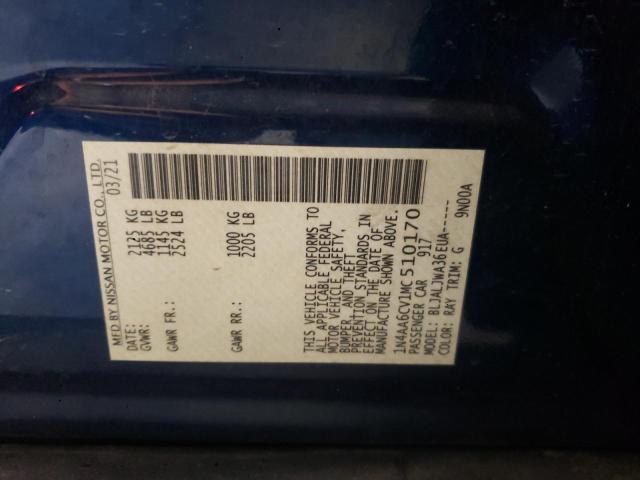 MFD BY NISSAN MOTOR CO., LTD.
DATE: 03/21
GVWR: 2125 KG
4685 LB
GAWR FR.: 1145 KG
2524 LB
GAWR RR.: 1000 KG
2205 LB
THIS VEHICLE CONFORMS TO
ALL APPLICABLE FEDERAL
MOTOR VEHICLE SAFETY,
BUMPER, AND THEFT
PREVENTION STANDARDS IN
EFFECT ON THE DATE OF
MANUFACTURE SHOWN ABOVE.
1N4AA6CV1MC510170
PASSENGER CAR 917
MODEL: BLJALJWA36EUA-----
COLOR: RAY TRIM: G 9N00A